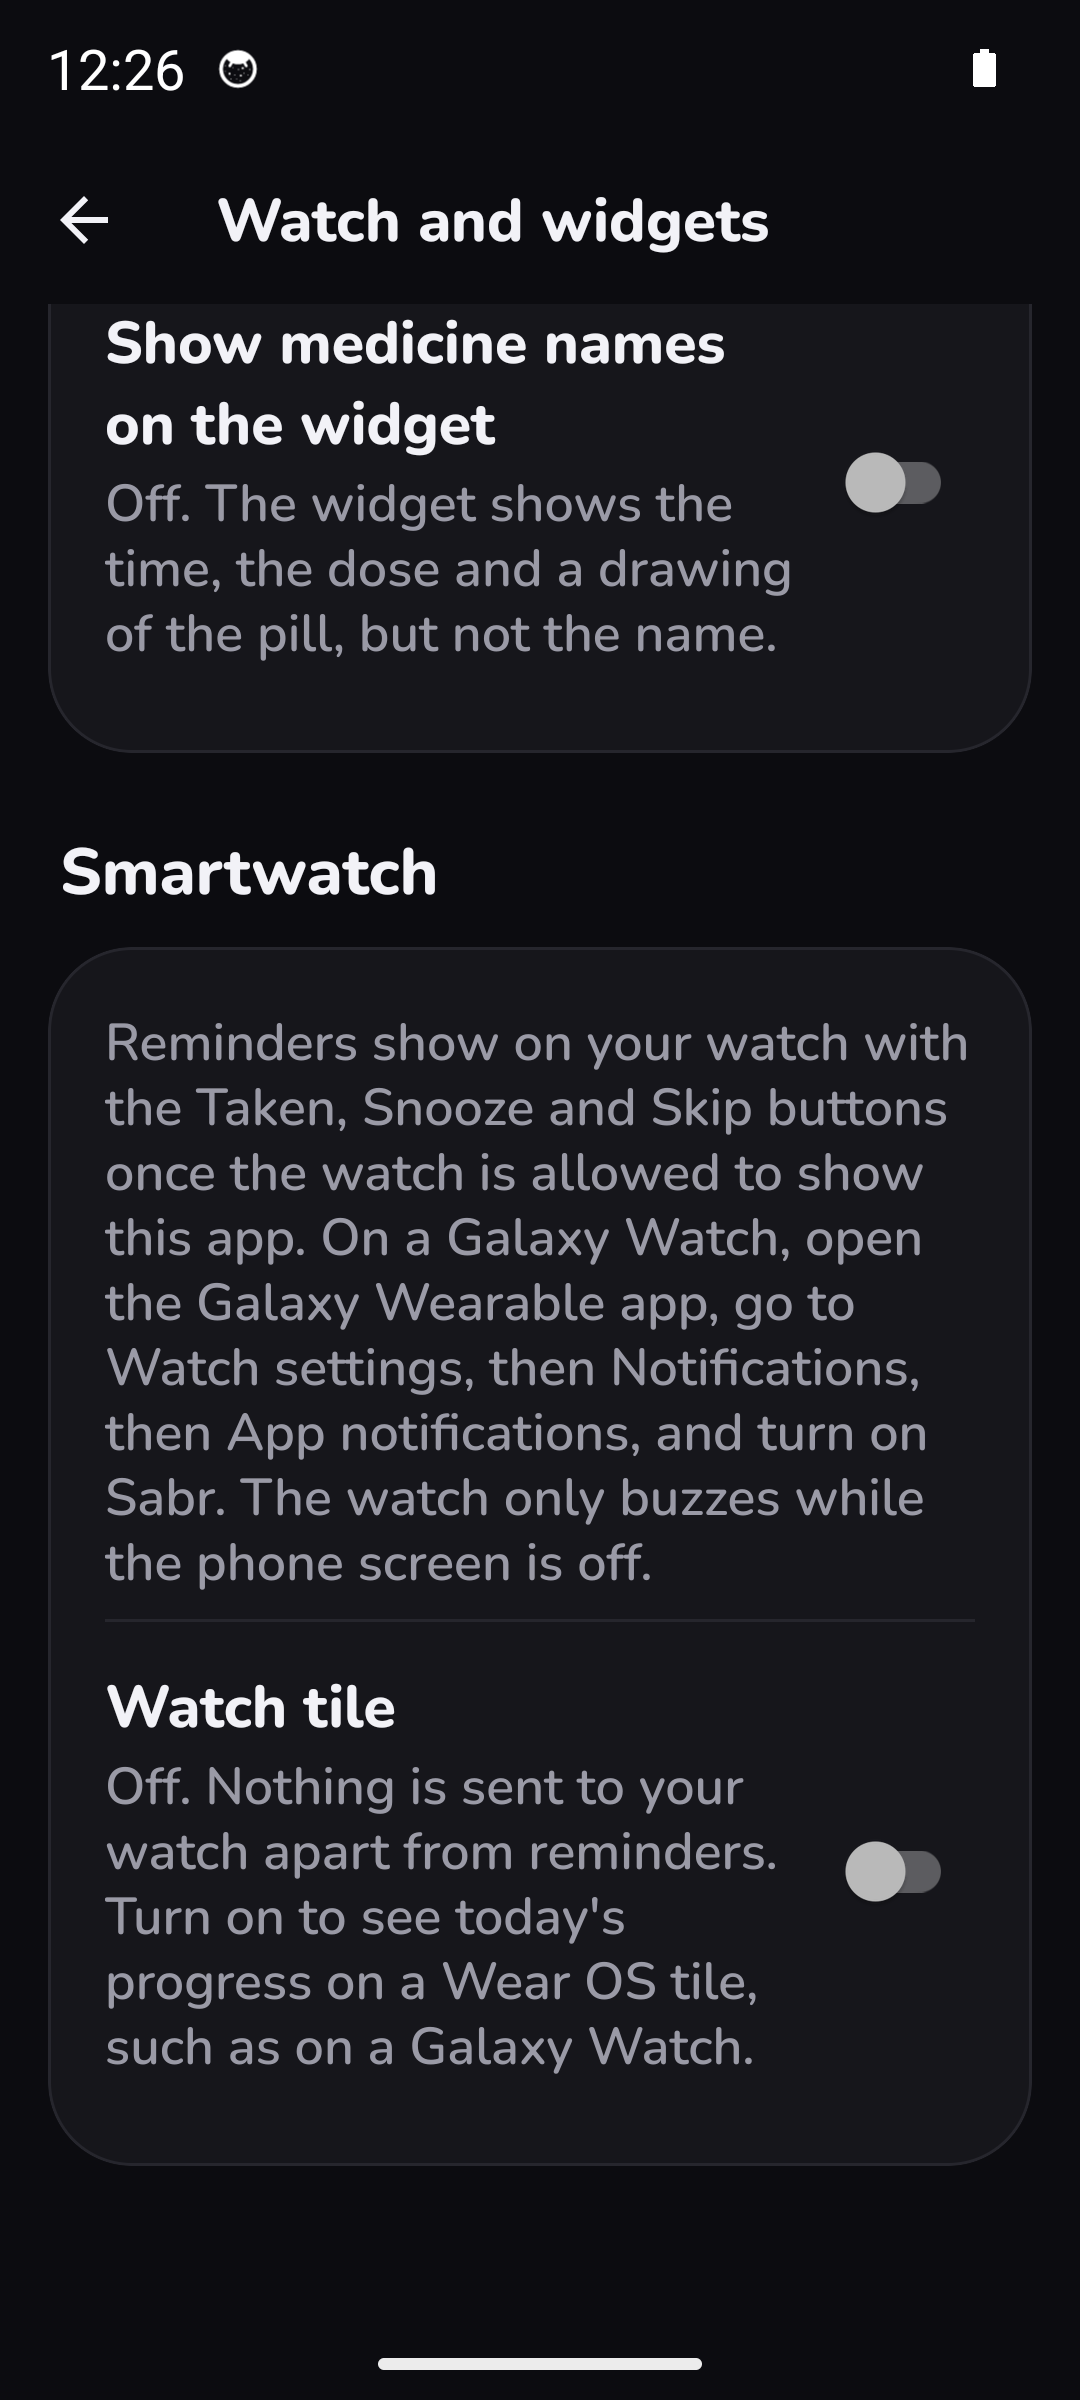 12:26
Watch and widgets
Show medicine names
on the widget
Off. The widget shows the
time, the dose and a drawing
of the pill, but not the name.
Smartwatch
Reminders show on your watch with
the Taken, Snooze and Skip buttons
once the watch is allowed to show
this app. On a Galaxy Watch, open
the Galaxy Wearable app, go to
Watch settings, then Notifications,
then App notifications, and turn on
Sabr. The watch only buzzes while
the phone screen is off.
Watch tile
Off. Nothing is sent to your
watch apart from reminders.
Turn on to see today's
progress on a Wear OS tile,
such as on a Galaxy Watch.